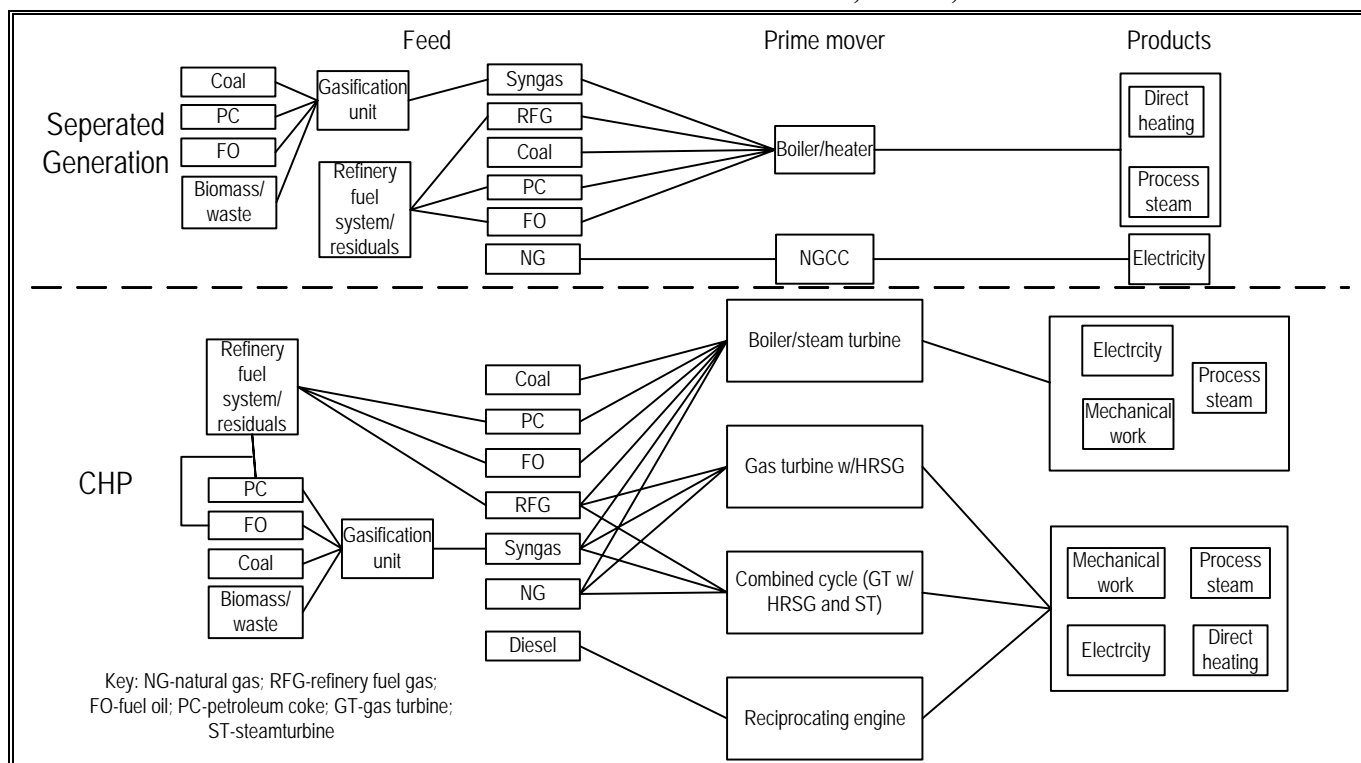 Feed
Prime mover
Products
Seperated
Generation
Coal
PC
FO
Biomass/
waste
Gasification
unit
Refinery
fuel
system/
residuals
Syngas
RFG
Coal
PC
FO
NG
Boiler/heater
NGCC
Direct
heating
Process
steam
Electricity
CHP
Refinery
fuel
system/
residuals
PC
FO
Coal
Biomass/
waste
Gasification
unit
Coal
PC
FO
RFG
Syngas
NG
Diesel
Boiler/steam turbine
Gas turbine w/HRSG
Combined cycle (GT w/
HRSG and ST)
Reciprocating engine
Electrcity
Process
steam
Mechanical
work
Mechanical
work
Process
steam
Electrcity
Direct
heating
Key: NG-natural gas; RFG-refinery fuel gas;
FO-fuel oil; PC-petroleum coke; GT-gas turbine;
ST-steamturbine